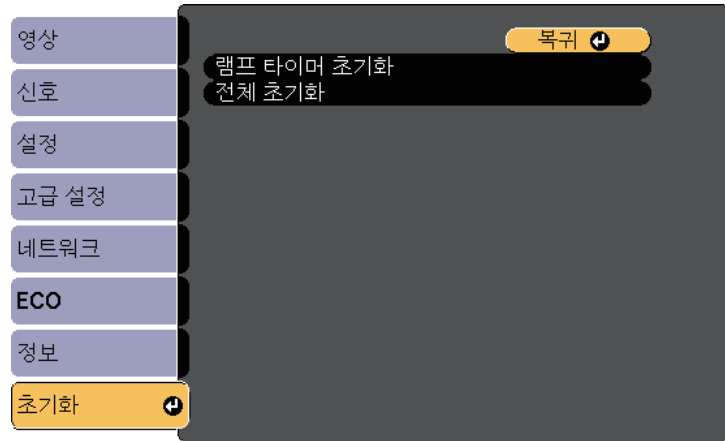 영상
신호
설정
고급 설정
네트워크
ECO
정보
초기화
복귀
램프 타이머 초기화
전체 초기화